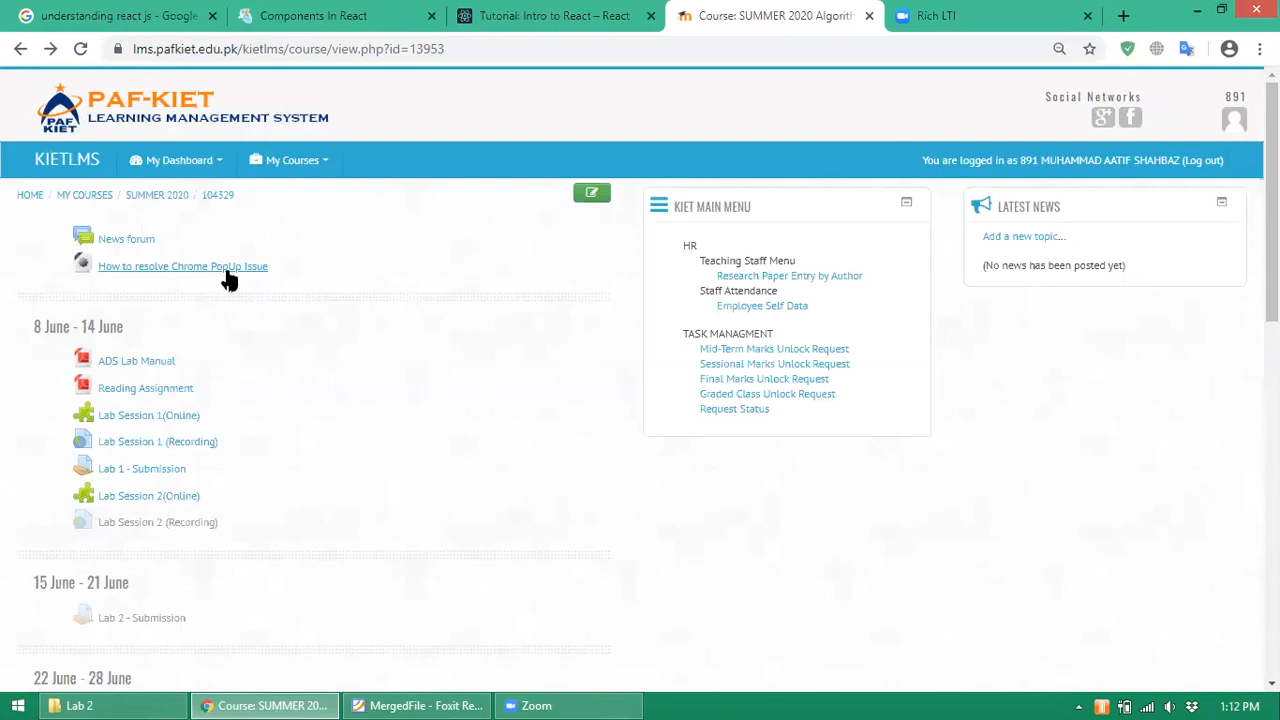 understanding react js - Google
Components In React
Tutorial: Intro to React – React
Course: SUMMER 2020 Algorith
Rich LTI
lms.pafkiet.edu.pk/kietlms/course/view.php?id=13953
PAF-KIET
LEARNING MANAGEMENT SYSTEM
PAF
KIET
Social Networks
891
KIETLMS
My Dashboard
My Courses
You are logged in as 891 MUHAMMAD AATIF SHAHBAZ (Log out)
HOME / MY COURSES / SUMMER 2020 / 104329
News forum
How to resolve Chrome PopUp Issue
8 June - 14 June
ADS Lab Manual
Reading Assignment
Lab Session 1(Online)
Lab Session 1 (Recording)
Lab 1 - Submission
Lab Session 2(Online)
Lab Session 2 (Recording)
15 June - 21 June
Lab 2 - Submission
22 June - 28 June
KIET MAIN MENU
HR
Teaching Staff Menu
Research Paper Entry by Author
Staff Attendance
Employee Self Data
TASK MANAGMENT
Mid-Term Marks Unlock Request
Sessional Marks Unlock Request
Final Marks Unlock Request
Graded Class Unlock Request
Request Status
LATEST NEWS
Add a new topic...
(No news has been posted yet)
Lab 2
Course: SUMMER 20...
MergedFile - Foxit Re...
Zoom
1:12 PM